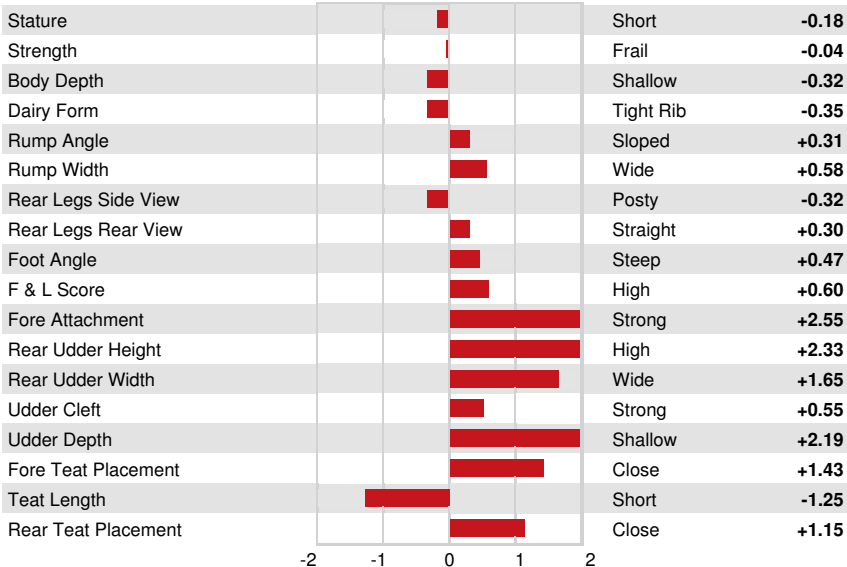 Stature Short -0.18
Strength Frail -0.04
Body Depth Shallow -0.32
Dairy Form Tight Rib -0.35
Rump Angle Sloped +0.31
Rump Width Wide +0.58
Rear Legs Side View Posty -0.32
Rear Legs Rear View Straight +0.30
Foot Angle Steep +0.47
F & L Score High +0.60
Fore Attachment Strong +2.55
Rear Udder Height High +2.33
Rear Udder Width Wide +1.65
Udder Cleft Strong +0.55
Udder Depth Shallow +2.19
Fore Teat Placement Close +1.43
Teat Length Short -1.25
Rear Teat Placement Close +1.15
-2 -1 0 1 2